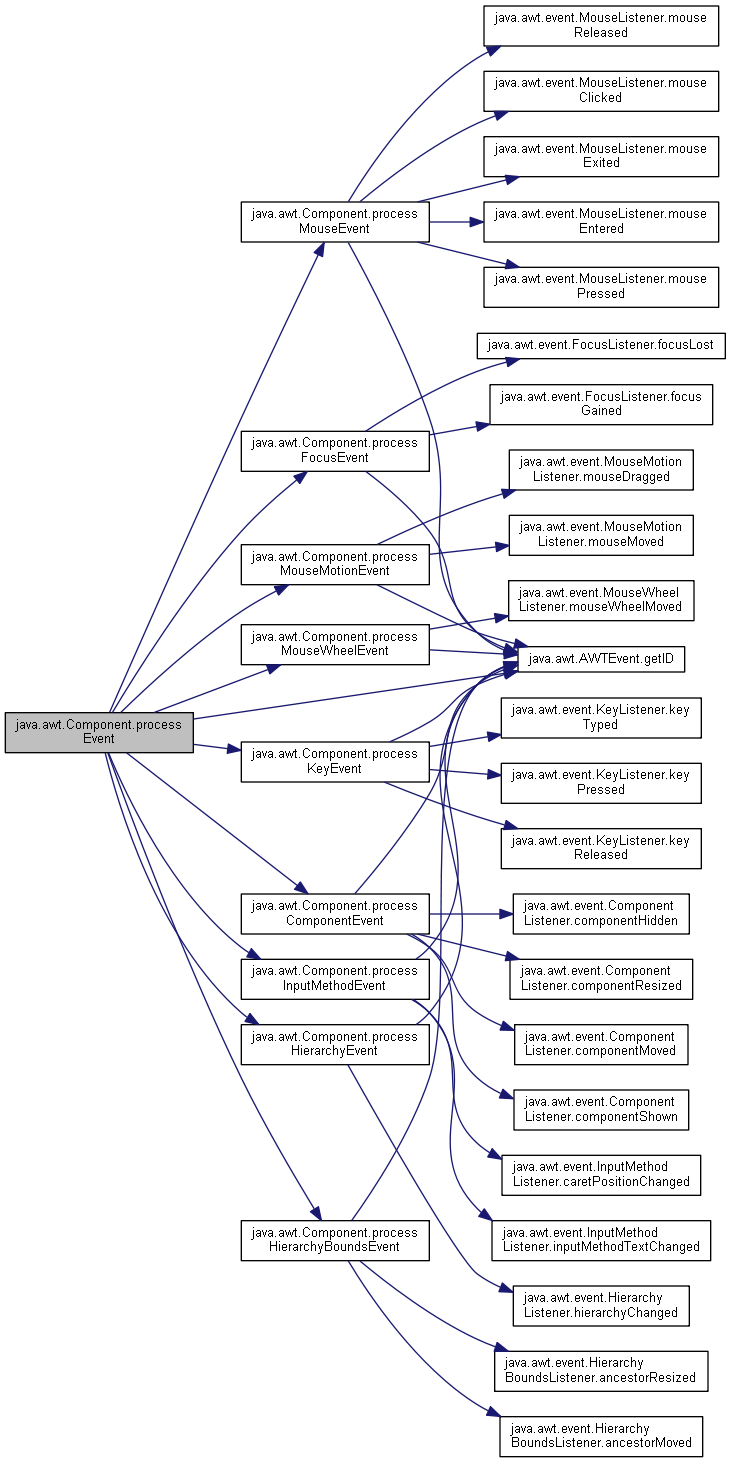 java.awt.event.MouseListener.mouse
Released
java.awt.event.MouseListener.mouse
Clicked
java.awt.event.MouseListener.mouse
Exited
java.awt.Component.process
MouseEvent
java.awt.event.MouseListener.mouse
Entered
java.awt.event.MouseListener.mouse
Pressed
java.awt.event.FocusListener.focusLost
java.awt.event.FocusListener.focus
Gained
java.awt.Component.process
FocusEvent
java.awt.event.MouseMotion
Listener.mouseDragged
java.awt.event.MouseMotion
Listener.mouseMoved
java.awt.Component.process
MouseMotionEvent
java.awt.event.MouseWheel
Listener.mouseWheelMoved
java.awt.Component.process
MouseWheelEvent
java.awt.AWTEvent.getID
java.awt.event.KeyListener.key
Typed
java.awt.Component.process
Event
java.awt.Component.process
KeyEvent
java.awt.event.KeyListener.key
Pressed
java.awt.event.KeyListener.key
Released
java.awt.Component.process
ComponentEvent
java.awt.event.Component
Listener.componentHidden
java.awt.Component.process
InputMethodEvent
java.awt.event.Component
Listener.componentResized
java.awt.Component.process
HierarchyEvent
java.awt.event.Component
Listener.componentMoved
java.awt.event.Component
Listener.componentShown
java.awt.event.InputMethod
Listener.caretPositionChanged
java.awt.Component.process
HierarchyBoundsEvent
java.awt.event.InputMethod
Listener.inputMethodTextChanged
java.awt.event.Hierarchy
Listener.hierarchyChanged
java.awt.event.Hierarchy
BoundsListener.ancestorResized
java.awt.event.Hierarchy
BoundsListener.ancestorMoved